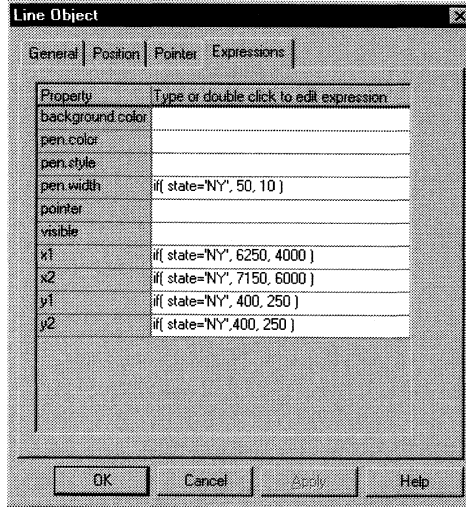 Line Object
General Position Pointer Expressions
Property Type or double click to edit expression
background.color
pen.color
pen.style
pen.width if( state='NY', 50, 10 )
pointer
visible
x1 if( state='NY', 6250, 4000 )
x2 if( state='NY', 7150, 6000 )
y1 if( state='NY', 400, 250 )
y2 if( state='NY',400, 250 )
OK Cancel Apply Help